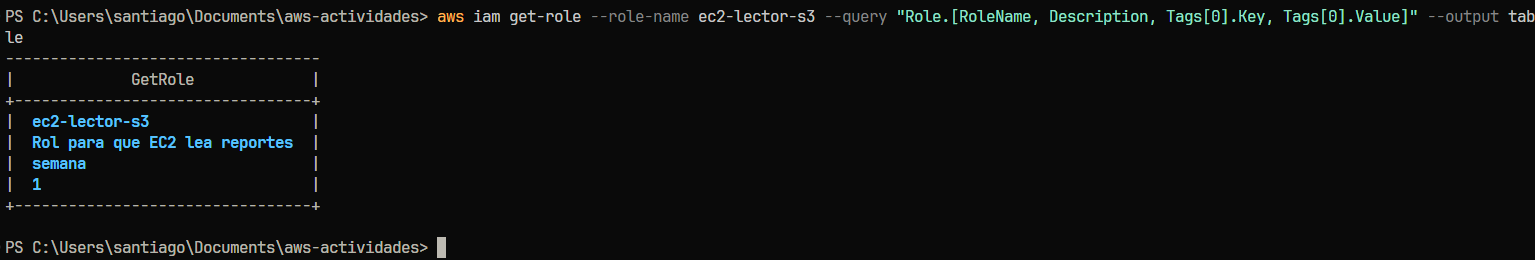 PS C:\Users\santiago\Documents\aws-actividades> aws iam get-role --role-name ec2-lector-s3 --query "Role.[RoleName, Description, Tags[0].Key, Tags[0].Value]" --output tab
le
-----------------------------------
|             GetRole             |
+---------------------------------+
|  ec2-lector-s3                  |
|  Rol para que EC2 lea reportes  |
|  semana                         |
|  1                              |
+---------------------------------+
PS C:\Users\santiago\Documents\aws-actividades>